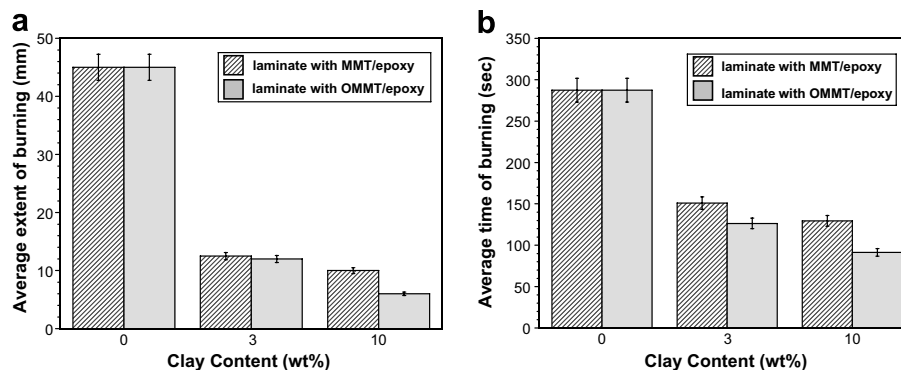 a
Average extent of burning (mm)
50
40
30
20
10
0
laminate with MMT/epoxy
laminate with OMMT/epoxy
0 3 10
Clay Content (wt%)
b
Average time of burning (sec)
350
300
250
200
150
100
50
0
laminate with MMT/epoxy
laminate with OMMT/epoxy
0 3 10
Clay Content (wt%)